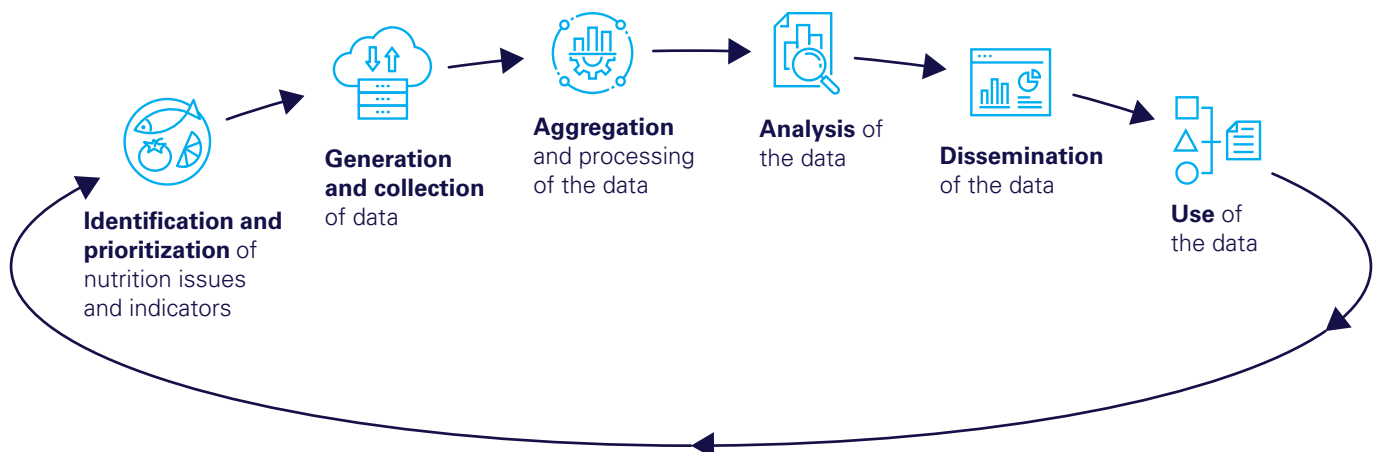 Identification and
prioritization of
nutrition issues
and indicators
Generation
and collection
of data
Aggregation
and processing
of the data
Analysis of
the data
Dissemination
of the data
Use of
the data